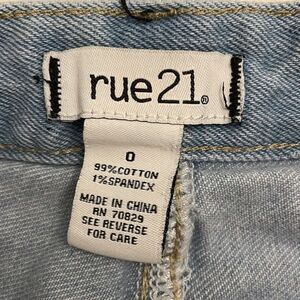 rue21®
0
99%COTTON
1%SPANDEX
MADE IN CHINA
RN 70829
SEE REVERSE
FOR CARE